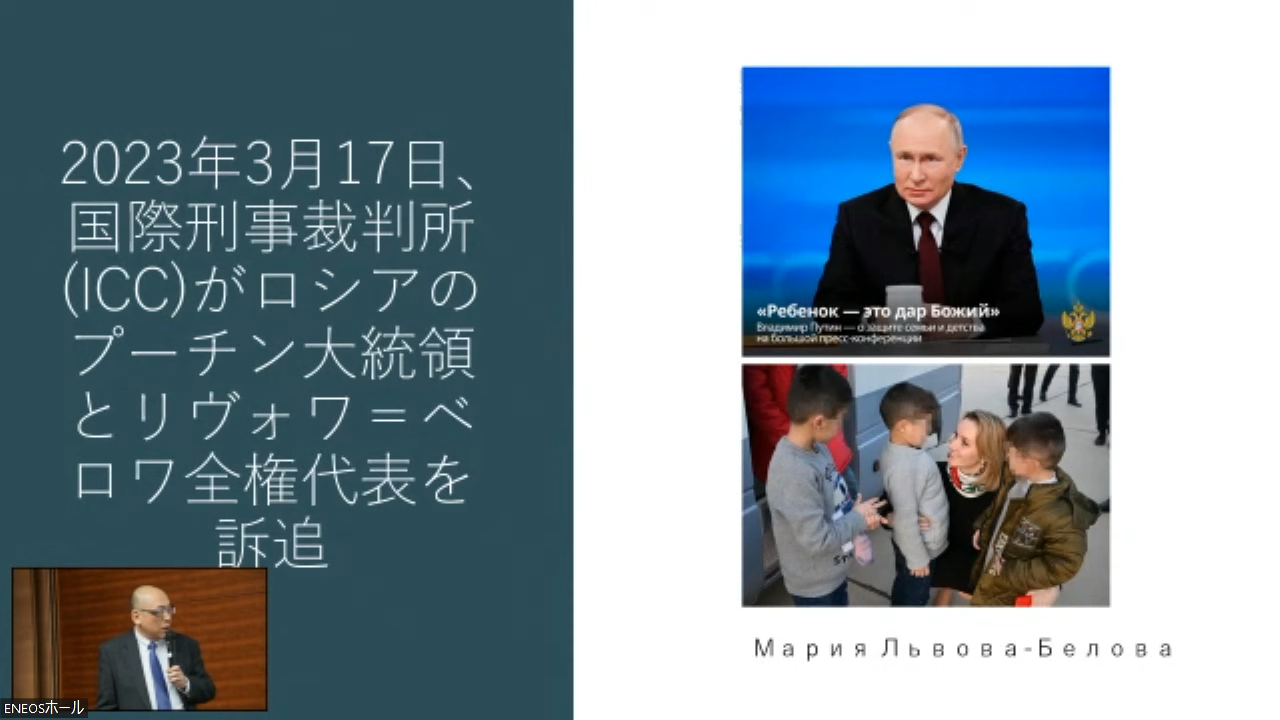 2023年3月17日、
国際刑事裁判所
(ICC)がロシアの
プーチン大統領
とリヴォワ＝ベ
ロワ全権代表を
訴追
«Ребенок — это дар Божий»
Владимир Путин — о защите семьи и детства
на большой пресс-конференции
Мария Львова-Белова
ENEOSホール